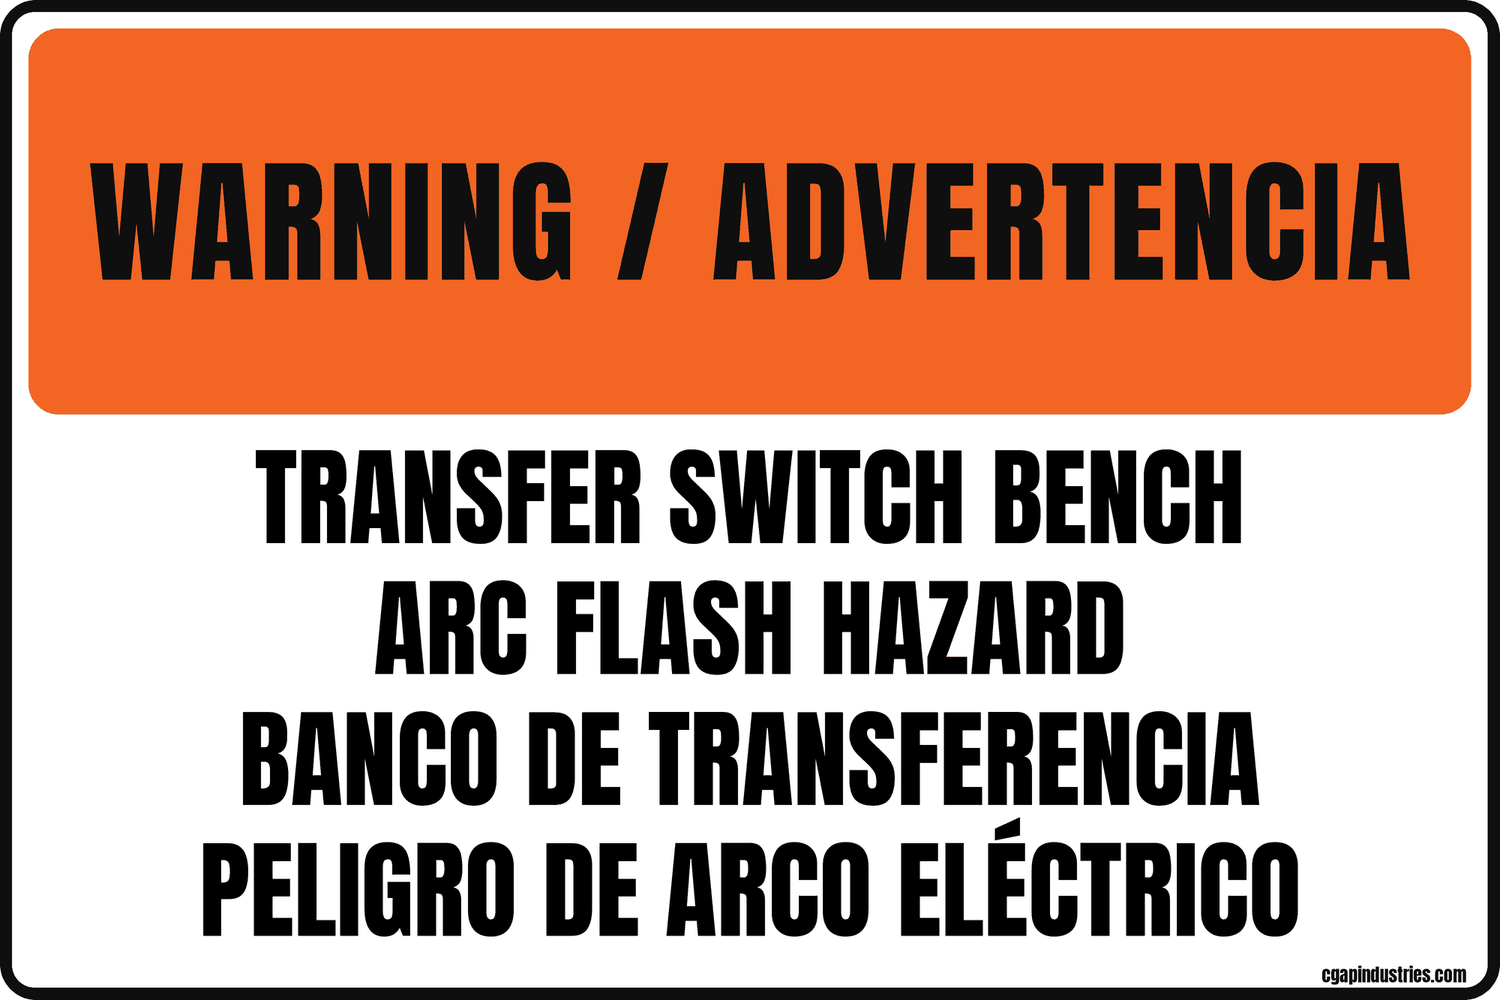 WARNING / ADVERTENCIA
TRANSFER SWITCH BENCH
ARC FLASH HAZARD
BANCO DE TRANSFERENCIA
PELIGRO DE ARCO ELÉCTRICO
cgapindustries.com